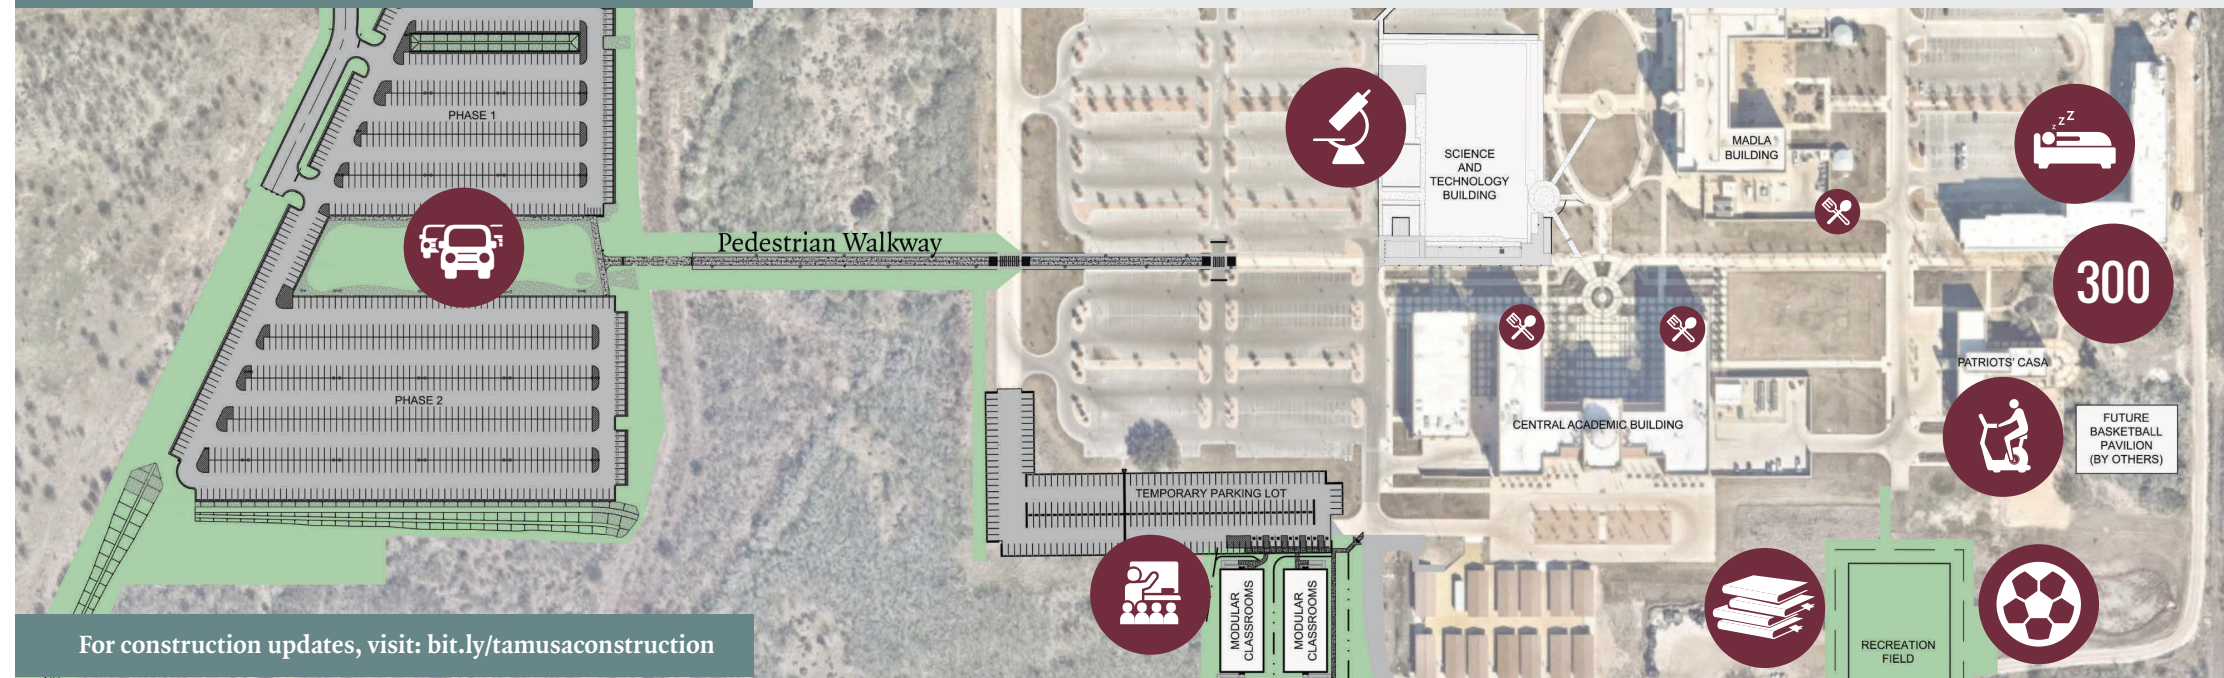 PHASE 1
PHASE 2
Pedestrian Walkway
SCIENCE
AND
TECHNOLOGY
BUILDING
MADLA
BUILDING
z z Z
300
PATRIOTS' CASA
CENTRAL ACADEMIC BUILDING
FUTURE
BASKETBALL
PAVILION
(BY OTHERS)
TEMPORARY PARKING LOT
MODULAR
CLASSROOMS
MODULAR
CLASSROOMS
RECREATION
FIELD
For construction updates, visit: bit.ly/tamusaconstruction